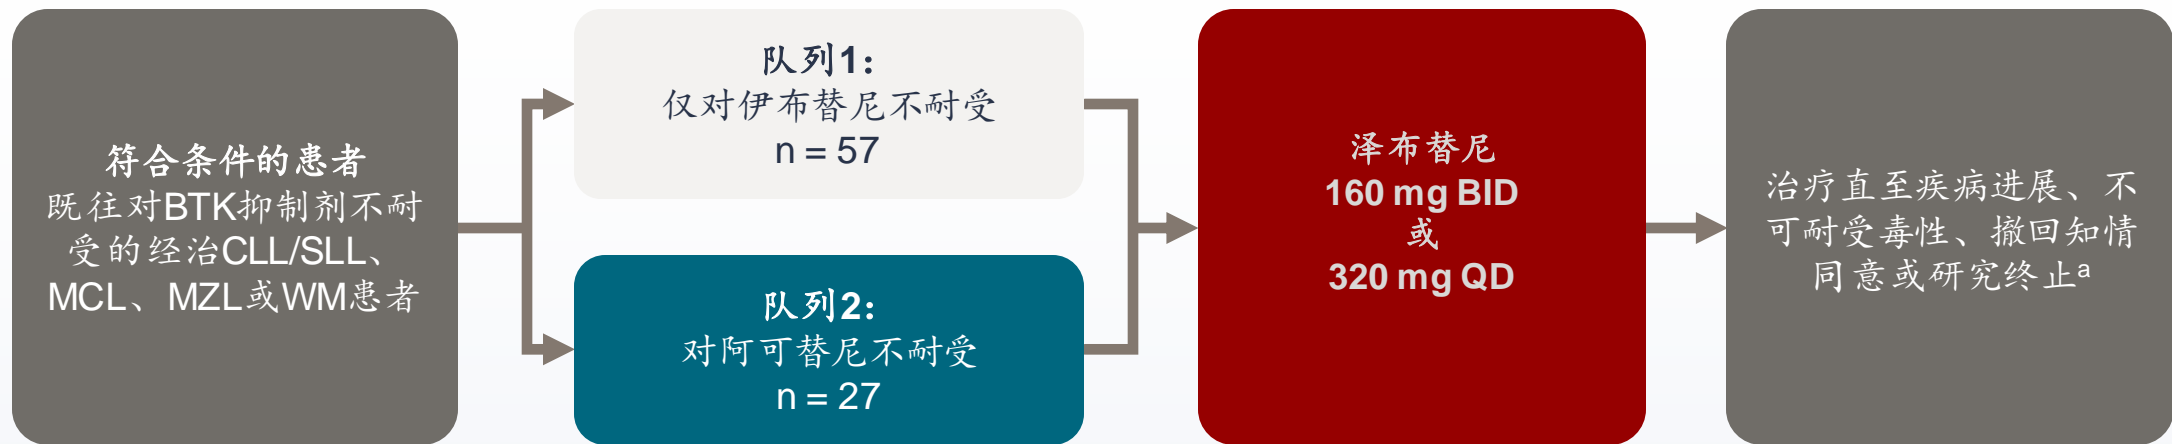 符合条件的患者
既往对BTK抑制剂不耐
受的经治CLL/SLL、
MCL、MZL或WM患者
队列1：
仅对伊布替尼不耐受
n = 57
队列2：
对阿可替尼不耐受
n = 27
泽布替尼
160 mg BID
或
320 mg QD
治疗直至疾病进展、不
可耐受毒性、撤回知情
同意或研究终止a